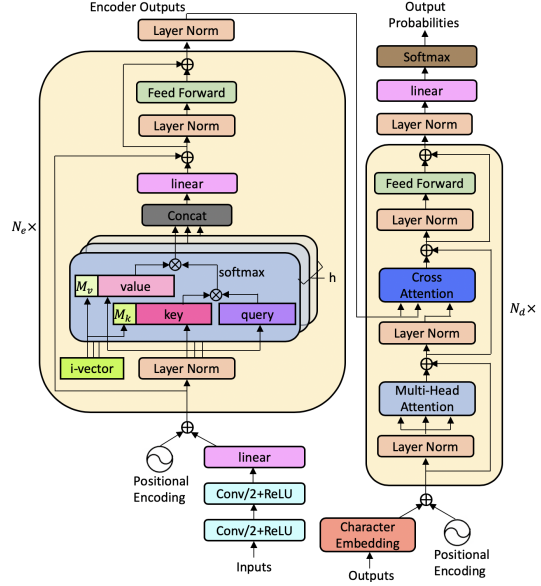 Encoder Outputs
Layer Norm
Feed Forward
Layer Norm
linear
Concat
N_e×
softmax
h
M_v value
M_k key
query
i-vector
Layer Norm
Positional
Encoding
linear
Conv/2+ReLU
Conv/2+ReLU
Inputs
Output
Probabilities
Softmax
linear
Layer Norm
Feed Forward
Layer Norm
Cross
Attention
N_d×
Layer Norm
Multi-Head
Attention
Layer Norm
Character
Embedding
Positional
Encoding
Outputs